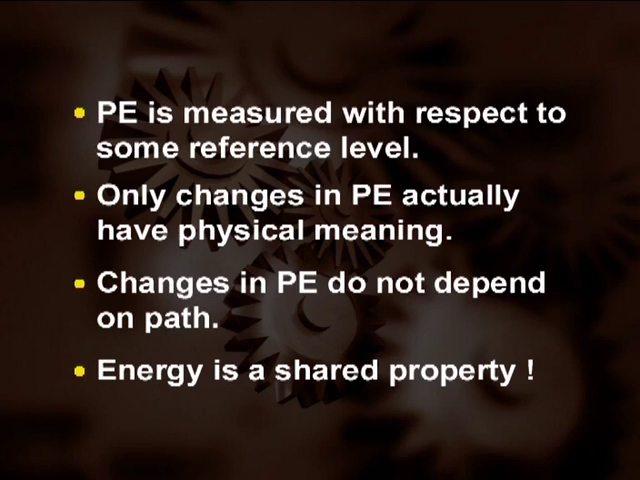 • PE is measured with respect to
some reference level.
• Only changes in PE actually
have physical meaning.
• Changes in PE do not depend
on path.
• Energy is a shared property !